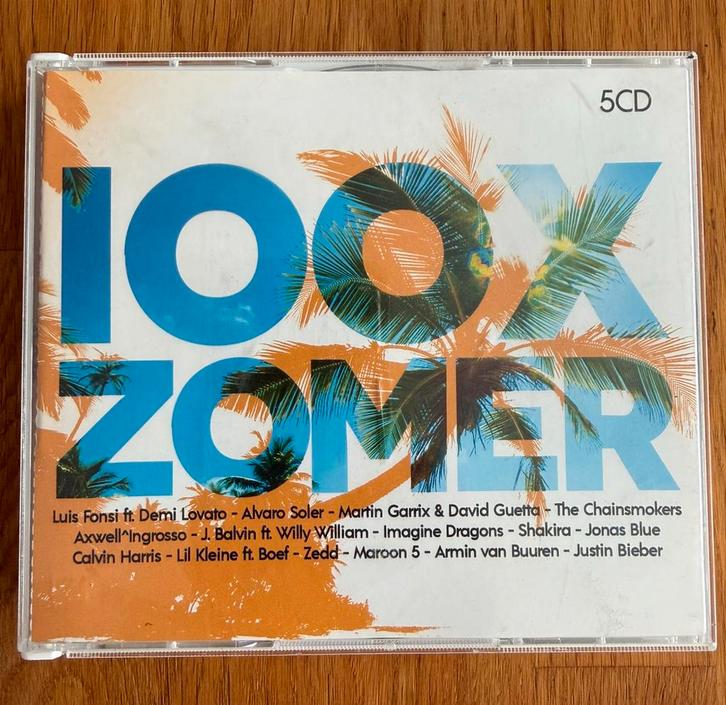 5CD
100X
ZOMER
Luis Fonsi ft. Demi Lovato - Alvaro Soler - Martin Garrix & David Guetta - The Chainsmokers
Axwell^Ingrosso - J. Balvin ft. Willy William - Imagine Dragons - Shakira - Jonas Blue
Calvin Harris - Lil Kleine ft. Boef - Zedd - Maroon 5 - Armin van Buuren - Justin Bieber